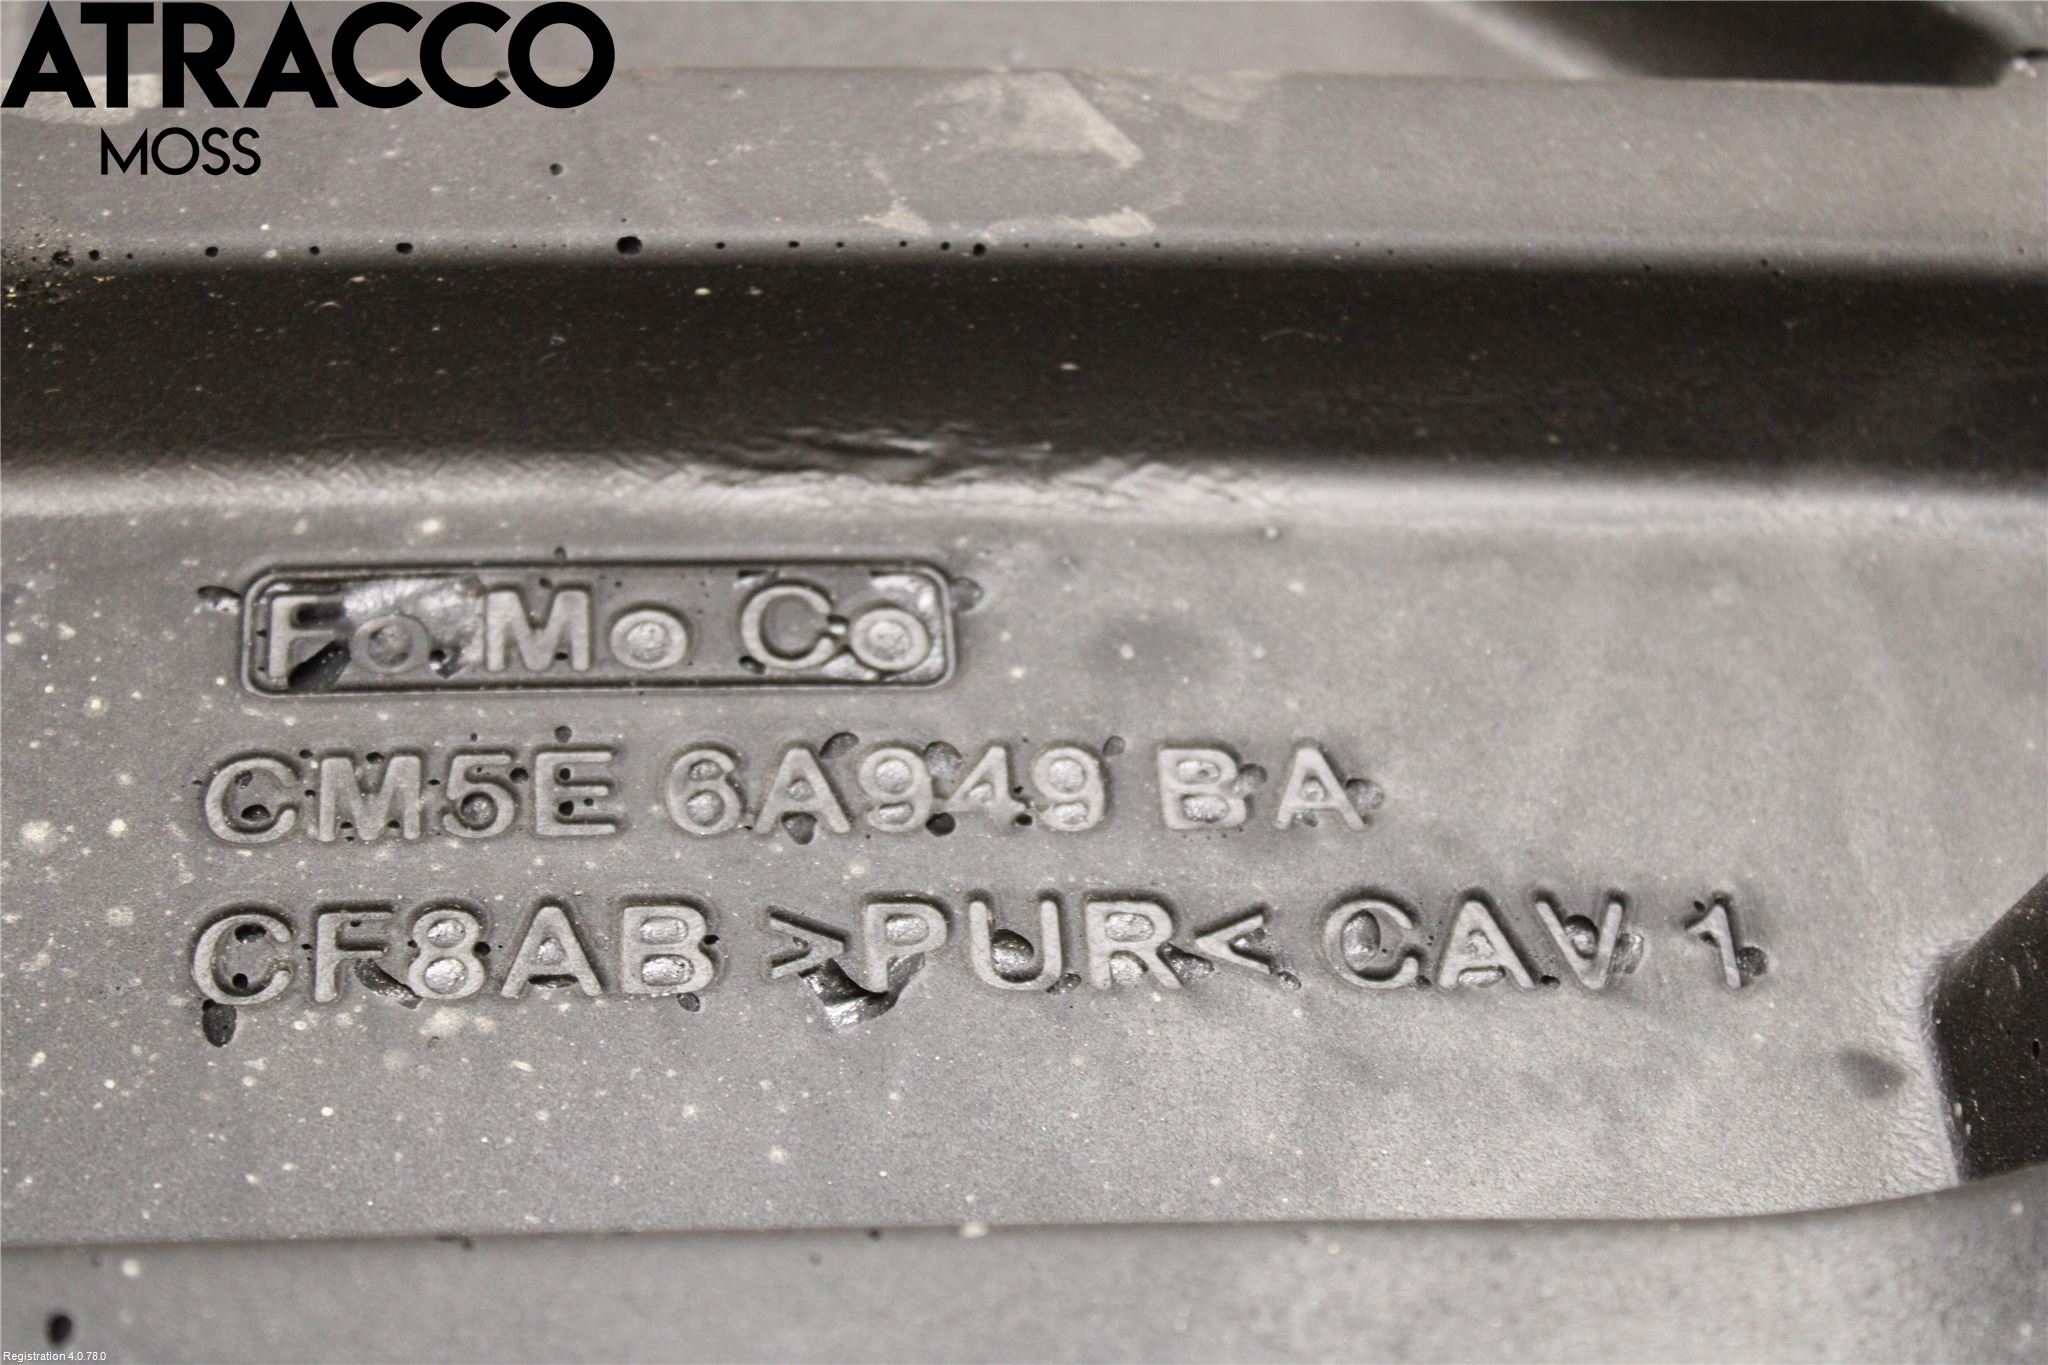 ATRACCO
MOSS
FoMoCo
CM5E 6A949 BA
CF8AB >PUR< CAV 1
Registration 4.0.78.0